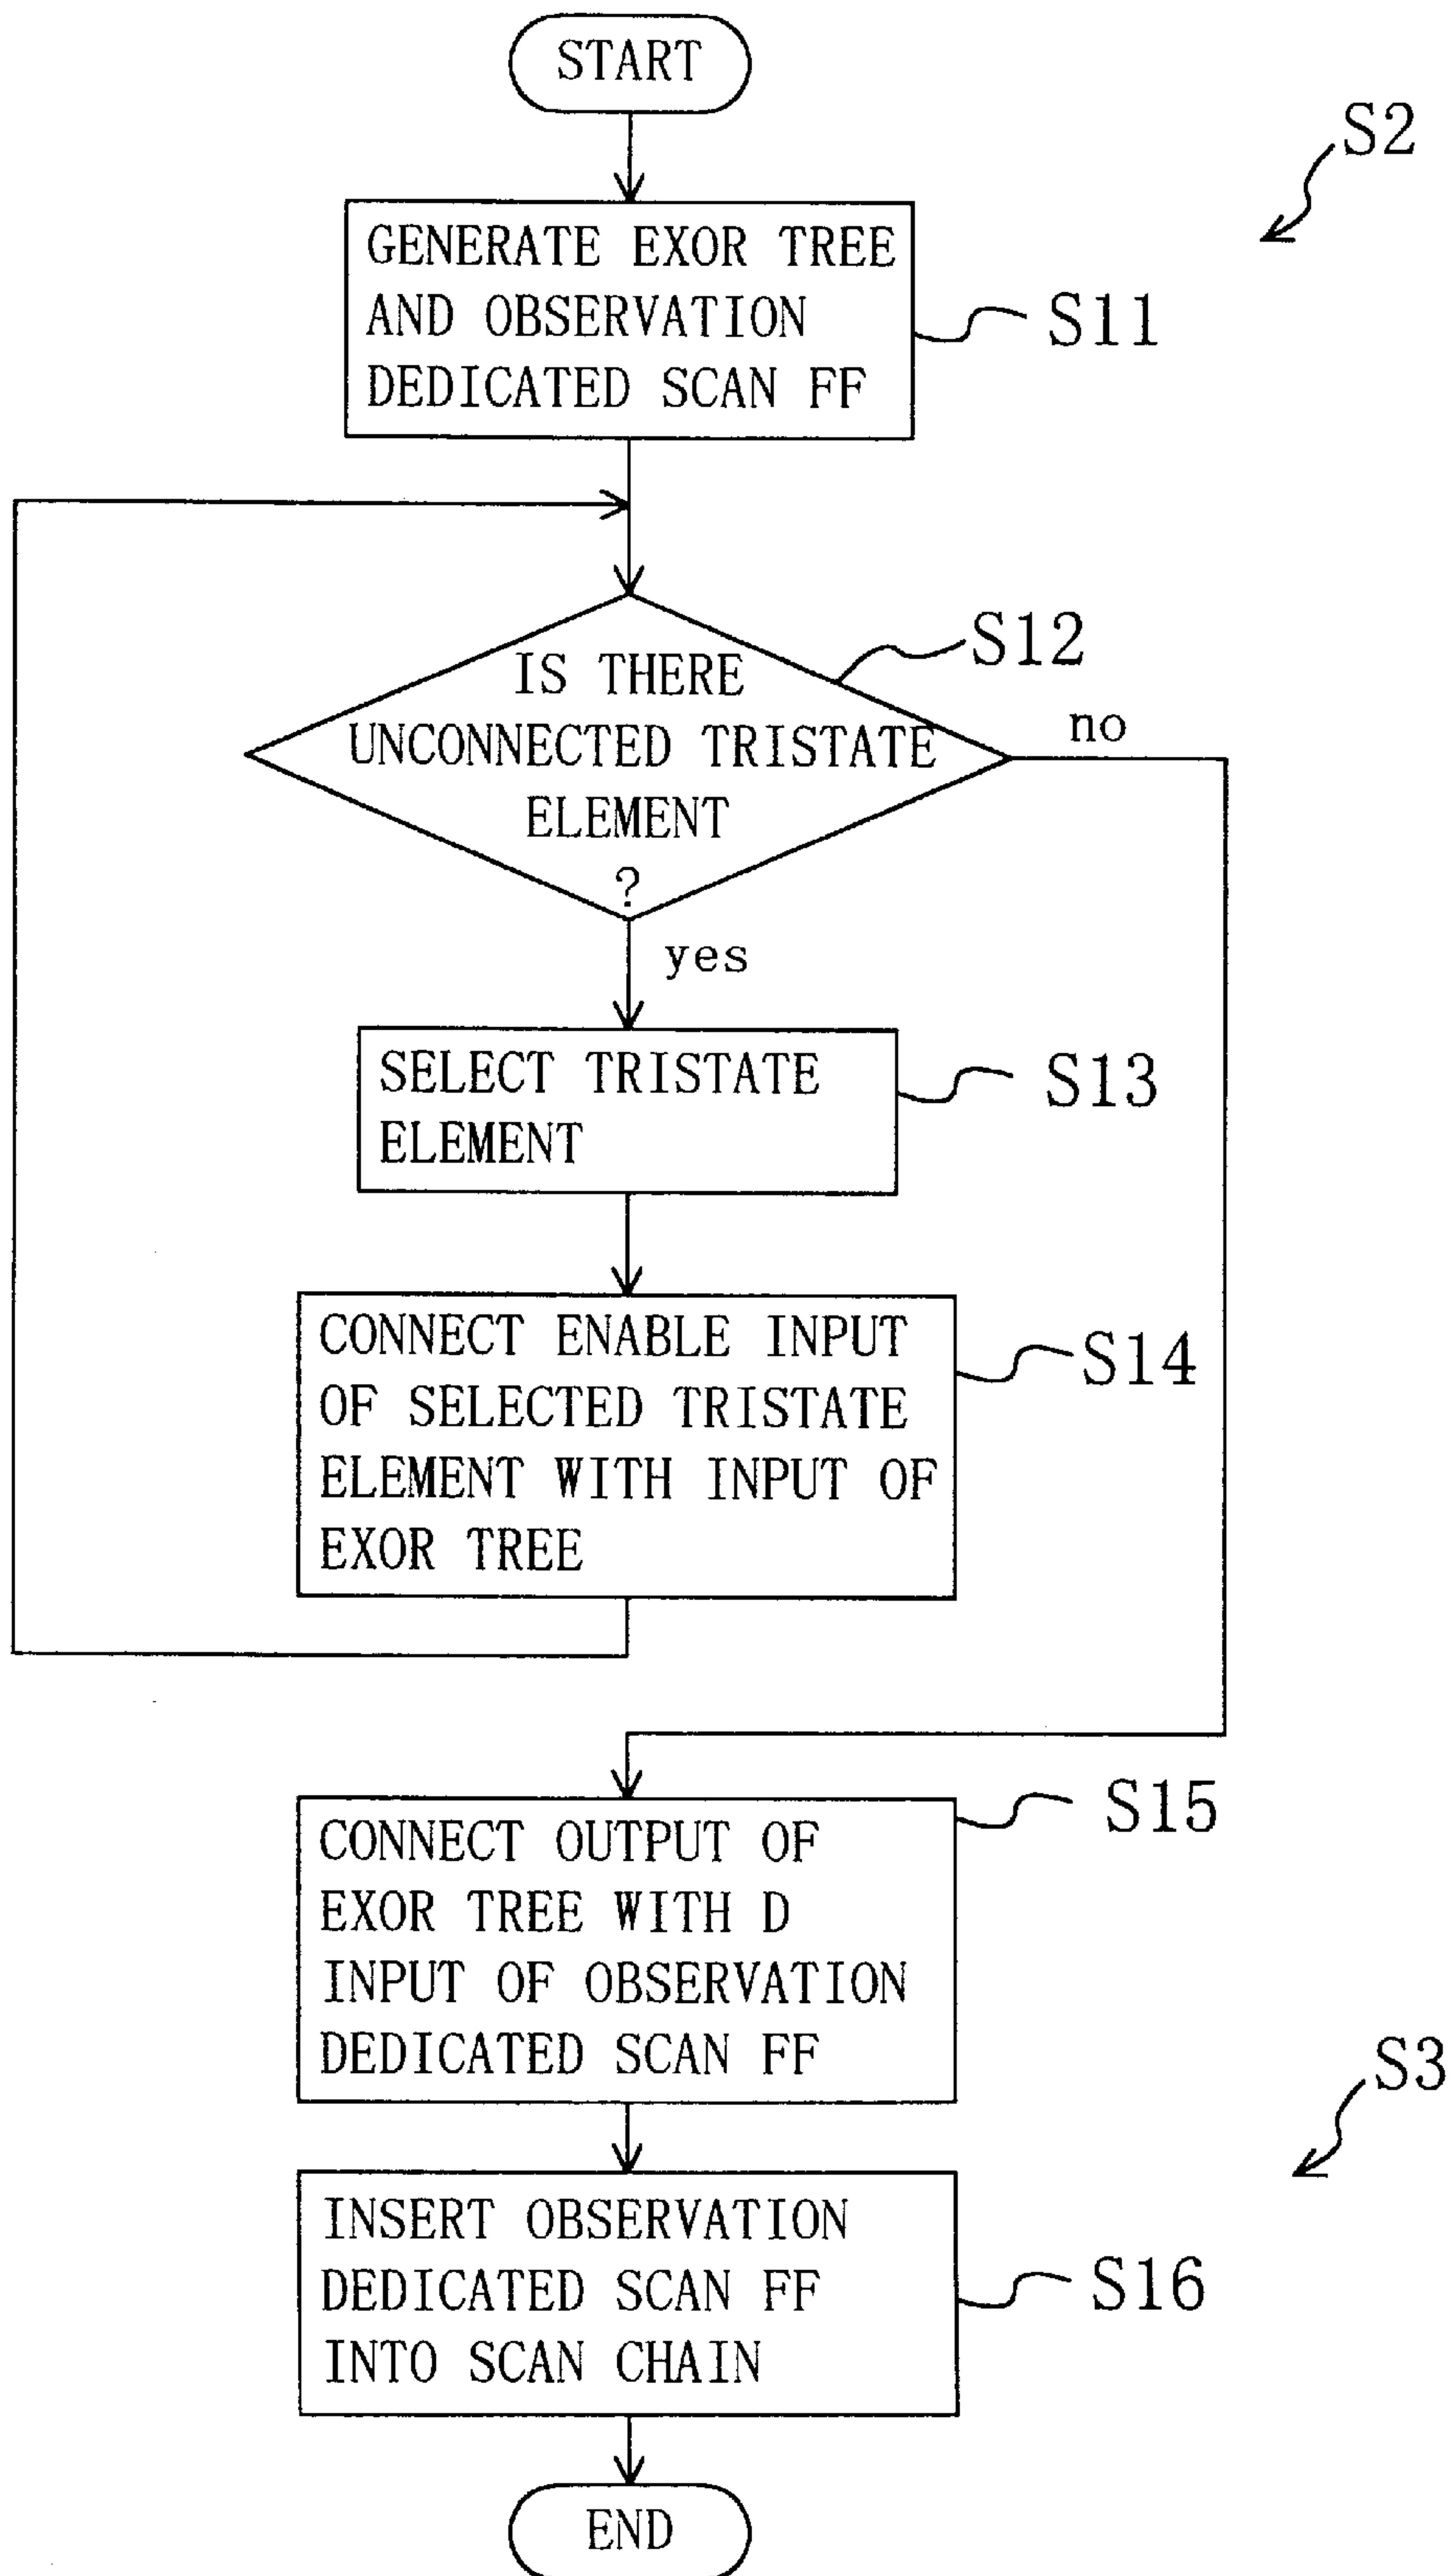 START
S2
GENERATE EXOR TREE
AND OBSERVATION
DEDICATED SCAN FF
S11
IS THERE
UNCONNECTED TRISTATE
ELEMENT
?
S12
no
yes
SELECT TRISTATE
ELEMENT
S13
CONNECT ENABLE INPUT
OF SELECTED TRISTATE
ELEMENT WITH INPUT OF
EXOR TREE
S14
CONNECT OUTPUT OF
EXOR TREE WITH D
INPUT OF OBSERVATION
DEDICATED SCAN FF
S15
S3
INSERT OBSERVATION
DEDICATED SCAN FF
INTO SCAN CHAIN
S16
END